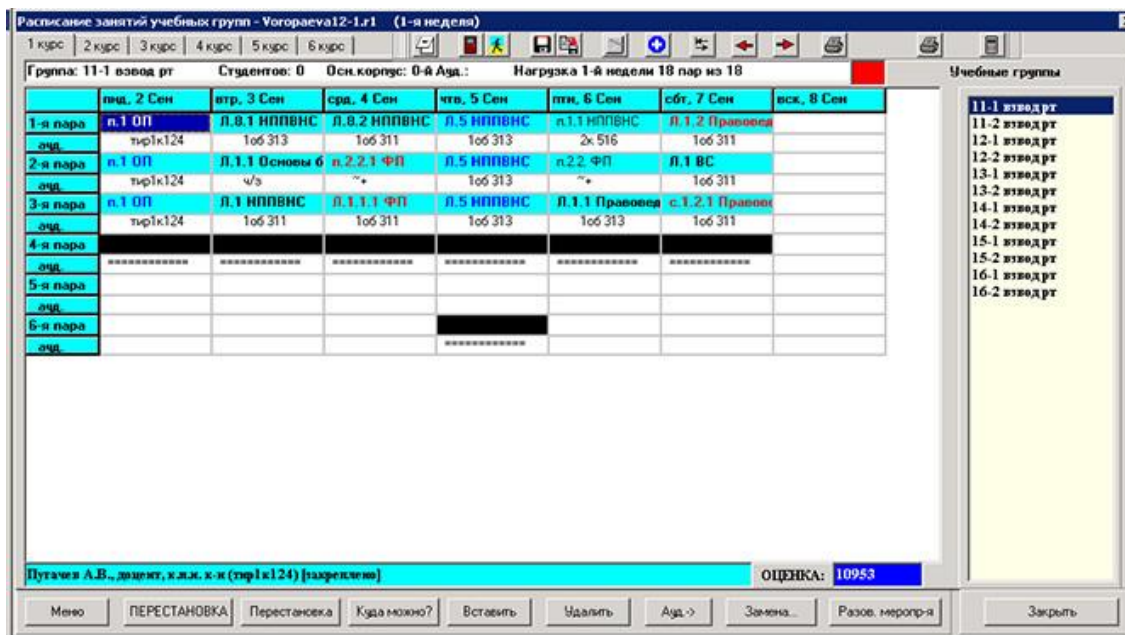 Расписание занятий учебных групп - Voropaeva12-1.r1 (1-я неделя)
1 курс 2 курс 3 курс 4 курс 5 курс 6 курс
Группа: 11-1 взвод рт Студентов: 0 Осн.корпус: 0-й Ауд.: Нагрузка 1-й недели 18 пар из 18 Учебные группы
пнд, 2 Сен втр, 3 Сен срд, 4 Сен чтв, 5 Сен птн, 6 Сен сбт, 7 Сен вск, 8 Сен
1-я пара п.1 ОП Л.8.1 НППВНС Л.8.2 НППВНС Л.5 НППВНС п.1.1 НППВНС Л.1.2 Правовед
ауд. тир1к124 1об 313 1об 311 1об 313 2к 516 1об 311
2-я пара п.1 ОП Л.1.1 Основы б п.2.2.1 ФП Л.5 НППВНС п.2.2. ФП Л.1 ВС
ауд. тир1к124 ч/з ~+ 1об 313 ~+ 1об 311
3-я пара п.1 ОП Л.1 НППВНС Л.1.1.1 ФП Л.5 НППВНС Л.1.1 Правовед с.1.2.1 Правове
ауд. тир1к124 1об 311 1об 311 1об 313 1об 313 1об 311
4-я пара
ауд. ============ ============ ============ ============ ============ ============
5-я пара
ауд.
6-я пара
ауд. ============
11-1 взвод рт
11-2 взвод рт
12-1 взвод рт
12-2 взвод рт
13-1 взвод рт
13-2 взвод рт
14-1 взвод рт
14-2 взвод рт
15-1 взвод рт
15-2 взвод рт
16-1 взвод рт
16-2 взвод рт
Пугачев А.В., доцент, к.п.н. к-н (тир1к124) [закреплено] ОЦЕНКА: 10953
Меню ПЕРЕСТАНОВКА Перестановка Куда можно? Вставить Удалить Ауд.-> Замена... Разов. меропр-я Закрыть